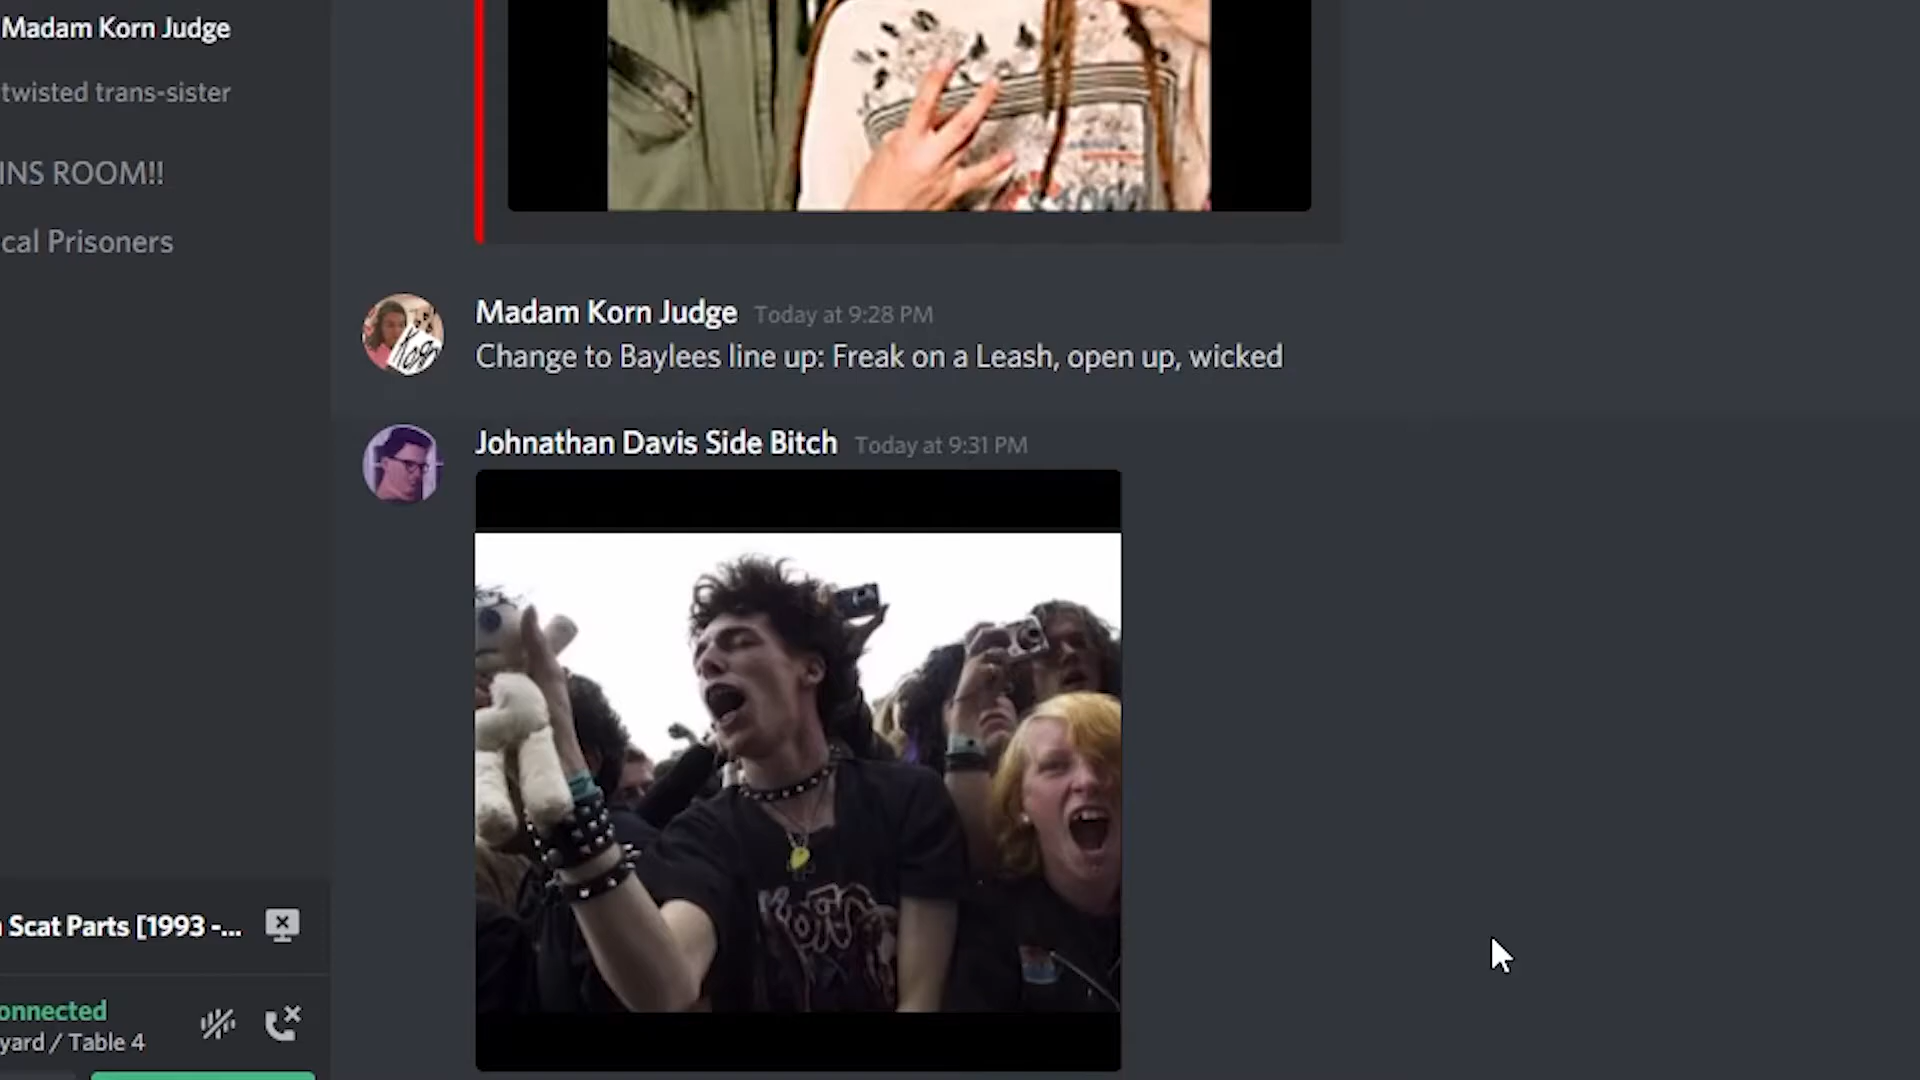 Madam Korn Judge
twisted trans-sister
INS ROOM!!
cal Prisoners
Madam Korn Judge Today at 9:28 PM
Change to Baylees line up: Freak on a Leash, open up, wicked
Johnathan Davis Side Bitch Today at 9:31 PM
KoRn
Scat Parts [1993 -...
onnected
yard / Table 4